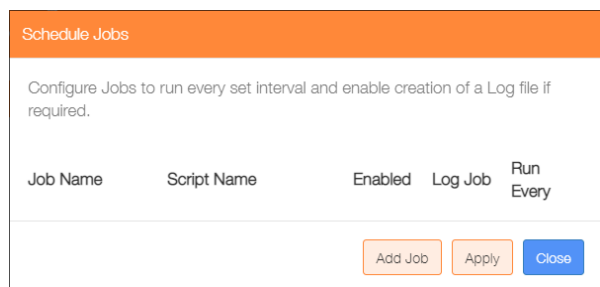 Schedule Jobs
Configure Jobs to run every set interval and enable creation of a Log file if
required.
Job Name Script Name Enabled Log Job Run Every
Add Job Apply Close